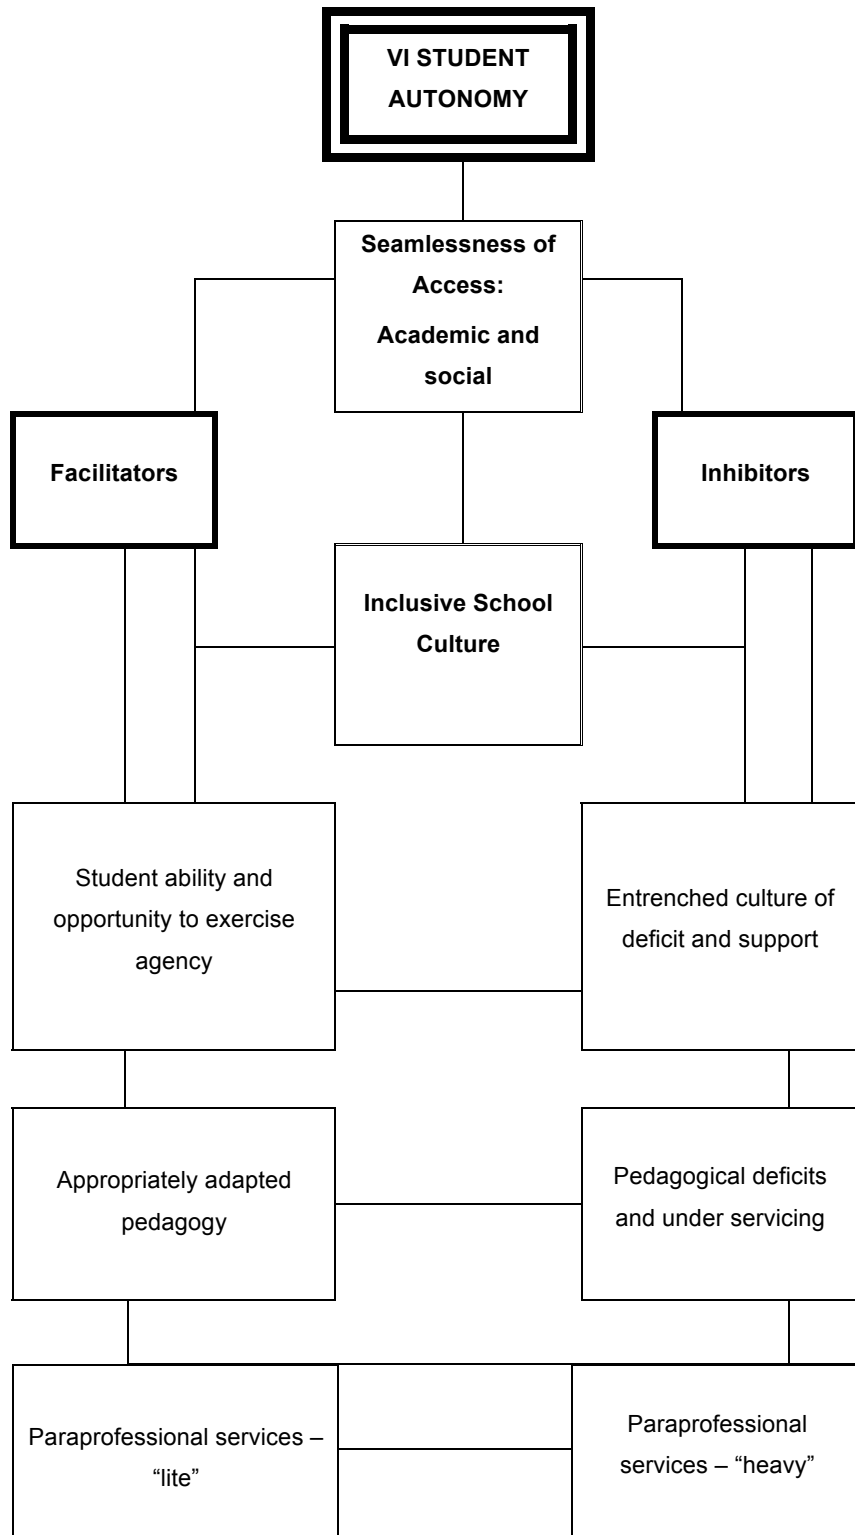 VI STUDENT
AUTONOMY
Seamlessness of
Access:
Academic and
social
Facilitators
Inhibitors
Inclusive School
Culture
Student ability and
opportunity to exercise
agency
Entrenched culture of
deficit and support
Appropriately adapted
pedagogy
Pedagogical deficits
and under servicing
Paraprofessional services –
“lite”
Paraprofessional
services – “heavy”